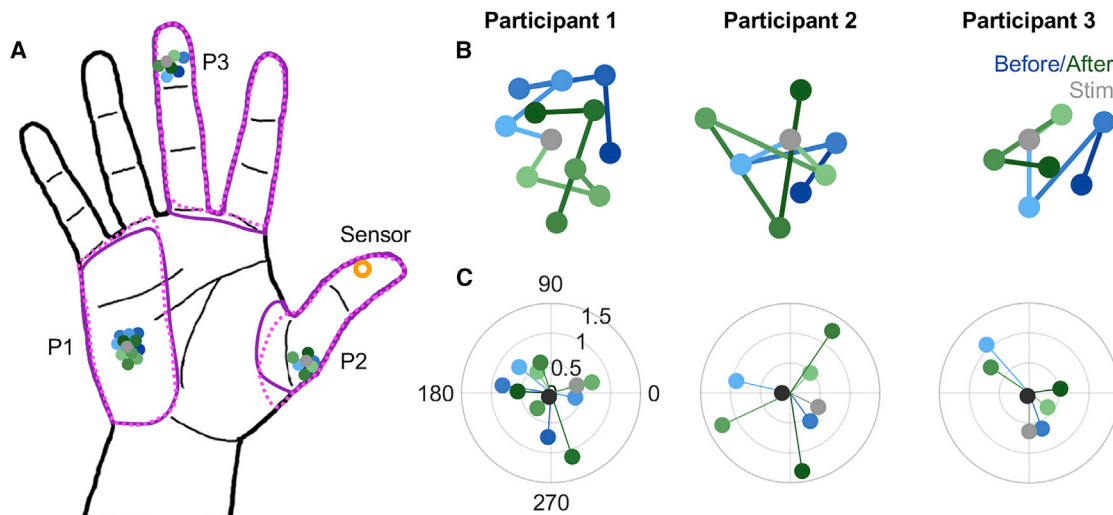 Participant 1
Participant 2
Participant 3
A
B
P3
Before/After
Stim
Sensor
C
90
1.5
1
0.5
0
P1
P2
180
0
270